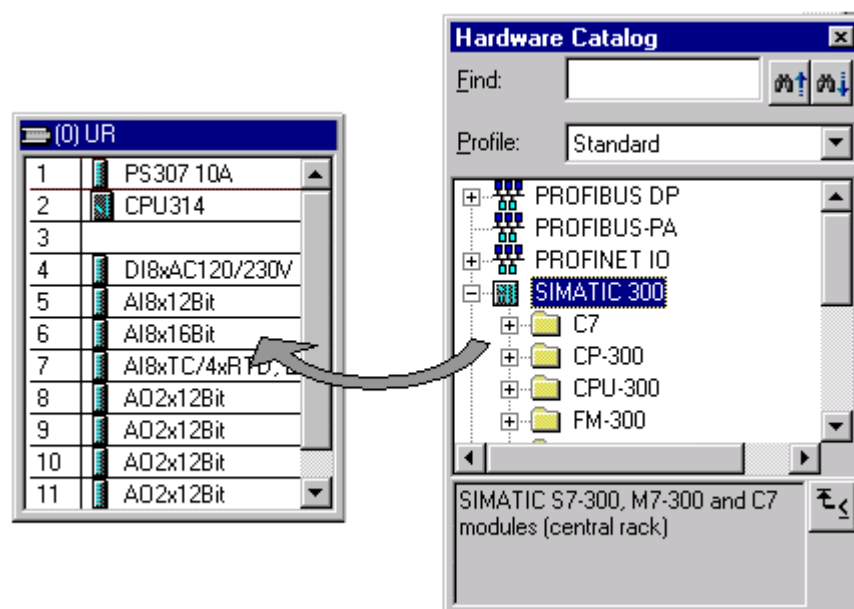 (0) UR
1 PS307 10A
2 CPU314
3
4 DI8xAC120/230V
5 AI8x12Bit
6 AI8x16Bit
7 AI8xTC/4xRTD,
8 AO2x12Bit
9 AO2x12Bit
10 AO2x12Bit
11 AO2x12Bit
Hardware Catalog
Find:
Profile: Standard
PROFIBUS DP
PROFIBUS-PA
PROFINET IO
SIMATIC 300
C7
CP-300
CPU-300
FM-300
SIMATIC S7-300, M7-300 and C7
modules (central rack)